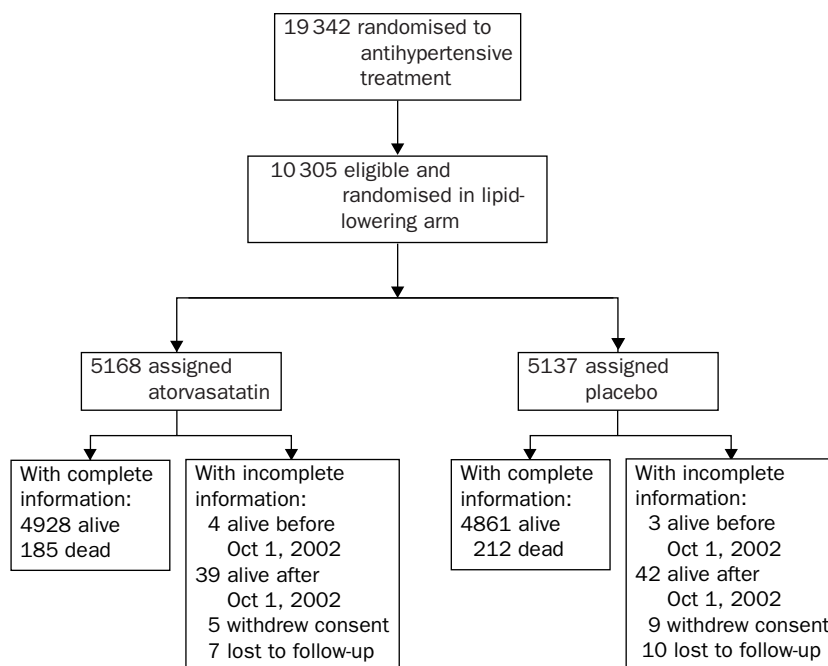 19 342 randomised to
antihypertensive
treatment
10 305 eligible and
randomised in lipid-
lowering arm
5168 assigned
atorvasatatin
5137 assigned
placebo
With complete
information:
4928 alive
185 dead
With incomplete
information:
4 alive before
Oct 1, 2002
39 alive after
Oct 1, 2002
5 withdrew consent
7 lost to follow-up
With complete
information:
4861 alive
212 dead
With incomplete
information:
3 alive before
Oct 1, 2002
42 alive after
Oct 1, 2002
9 withdrew consent
10 lost to follow-up